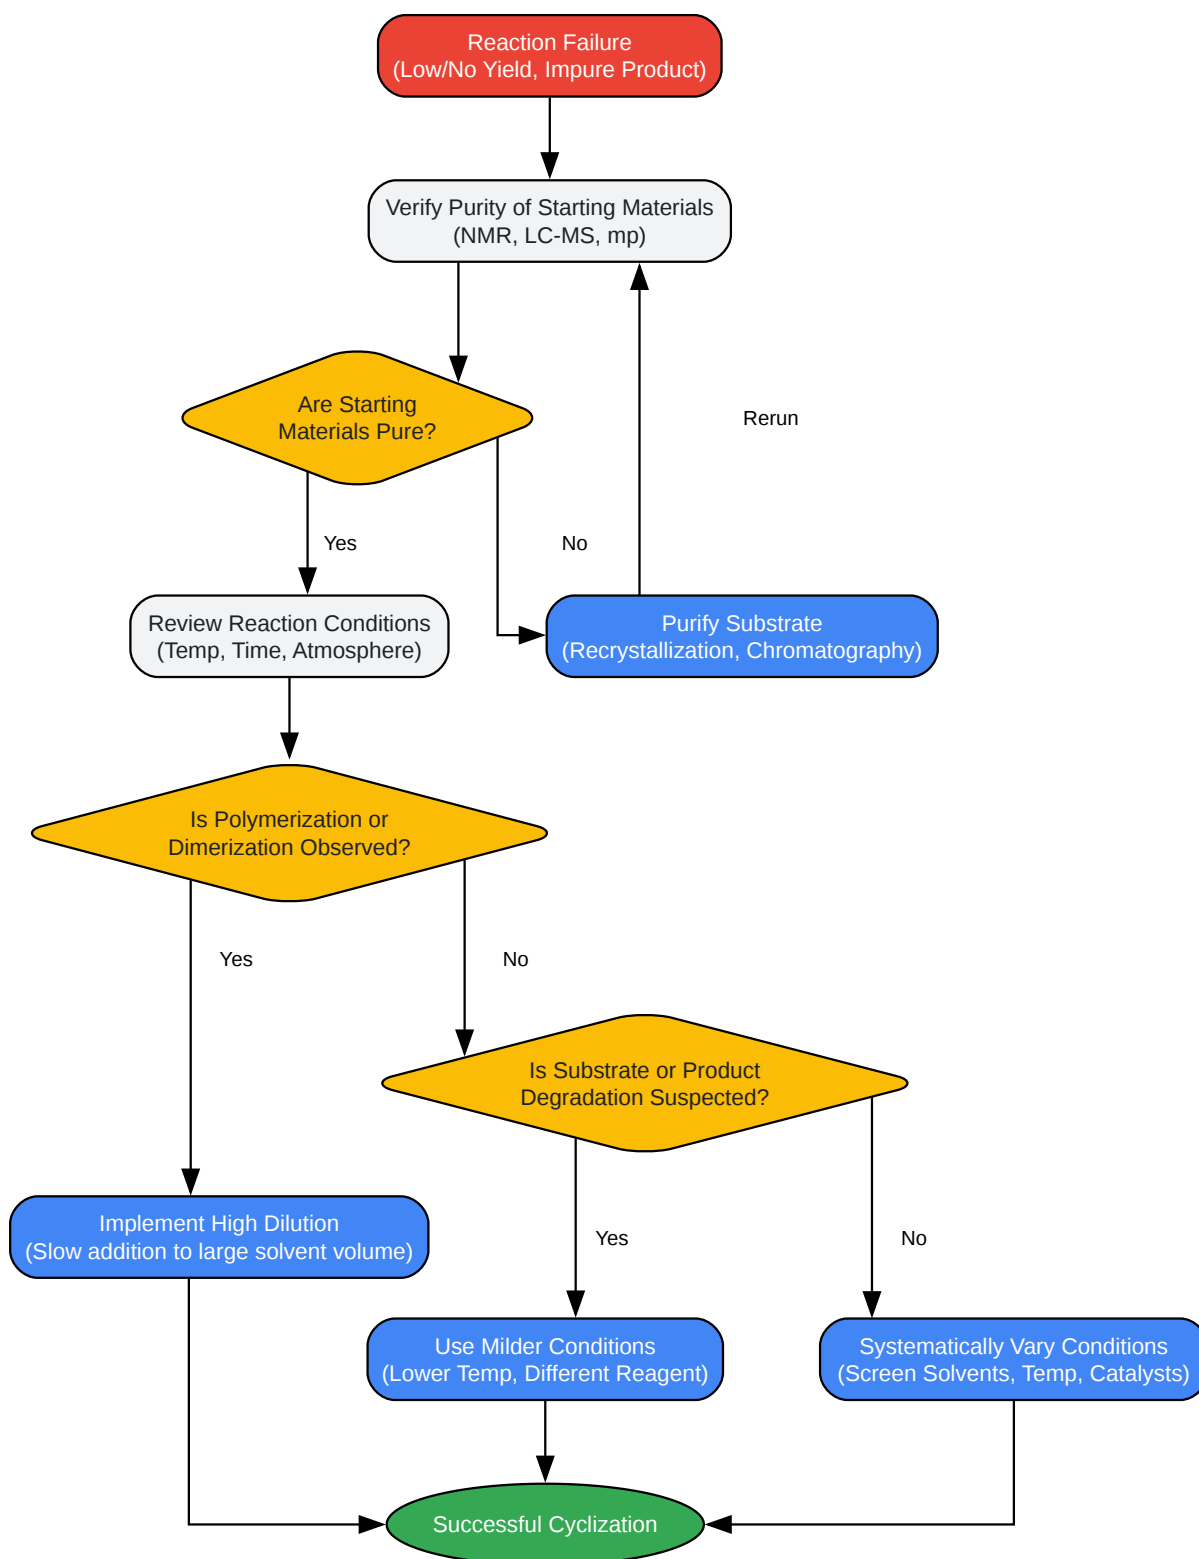 Reaction Failure
(Low/No Yield, Impure Product)
Verify Purity of Starting Materials
(NMR, LC-MS, mp)
Are Starting
Materials Pure?
Rerun
Yes
No
Review Reaction Conditions
(Temp, Time, Atmosphere)
Purify Substrate
(Recrystallization, Chromatography)
Is Polymerization or
Dimerization Observed?
Yes
No
Is Substrate or Product
Degradation Suspected?
Implement High Dilution
(Slow addition to large solvent volume)
Yes
No
Use Milder Conditions
(Lower Temp, Different Reagent)
Systematically Vary Conditions
(Screen Solvents, Temp, Catalysts)
Successful Cyclization